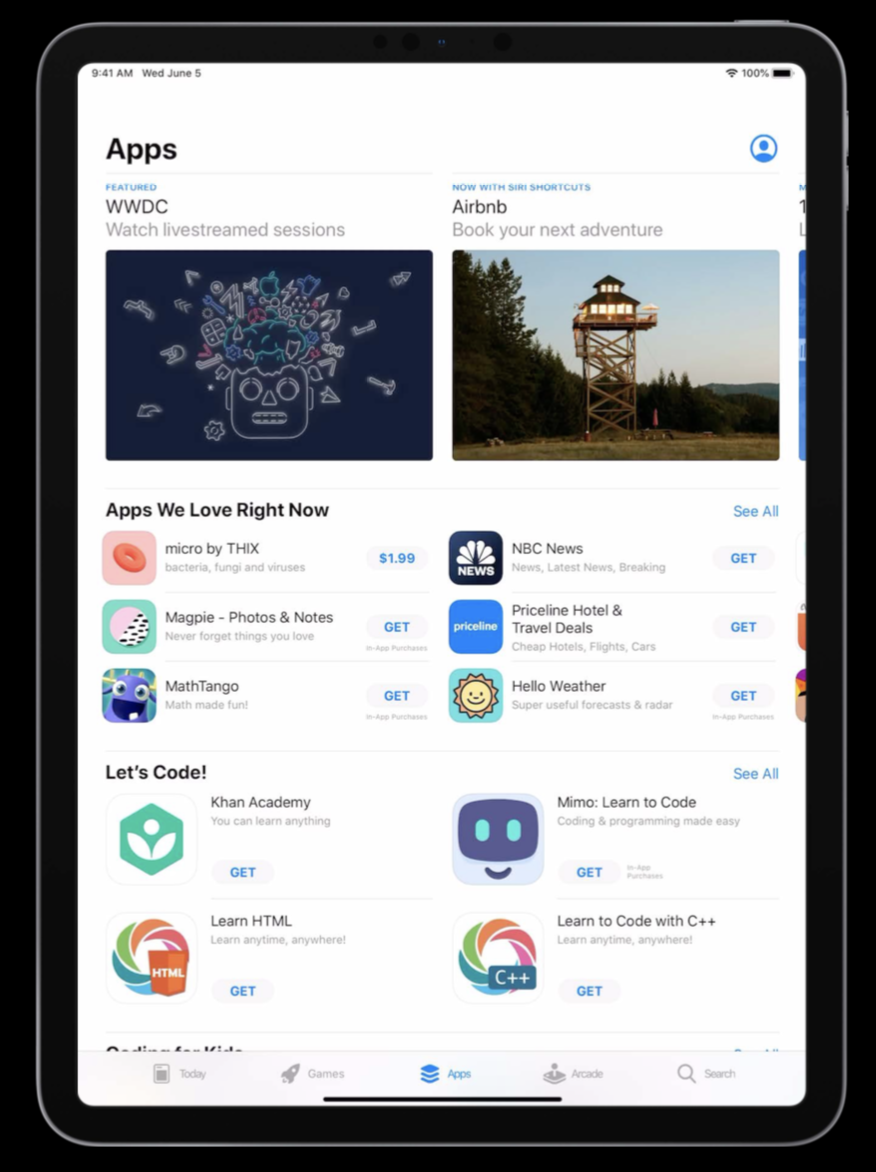 9:41 AM Wed June 5
100%
Apps
FEATURED
WWDC
Watch livestreamed sessions
NOW WITH SIRI SHORTCUTS
Airbnb
Book your next adventure
Apps We Love Right Now
See All
micro by THIX
bacteria, fungi and viruses
$1.99
NEWS
NBC News
News, Latest News, Breaking
GET
Magpie - Photos & Notes
Never forget things you love
GET
In-App Purchases
priceline
Priceline Hotel &
Travel Deals
Cheap Hotels, Flights, Cars
GET
MathTango
Math made fun!
GET
In-App Purchases
Hello Weather
Super useful forecasts & radar
GET
In-App Purchases
Let's Code!
See All
Khan Academy
You can learn anything
GET
Mimo: Learn to Code
Coding & programming made easy
GET
In-App
Purchases
HTML
Learn HTML
Learn anytime, anywhere!
GET
C++
Learn to Code with C++
Learn anytime, anywhere!
GET
Coding for Kids
Today
Games
Apps
Arcade
Search